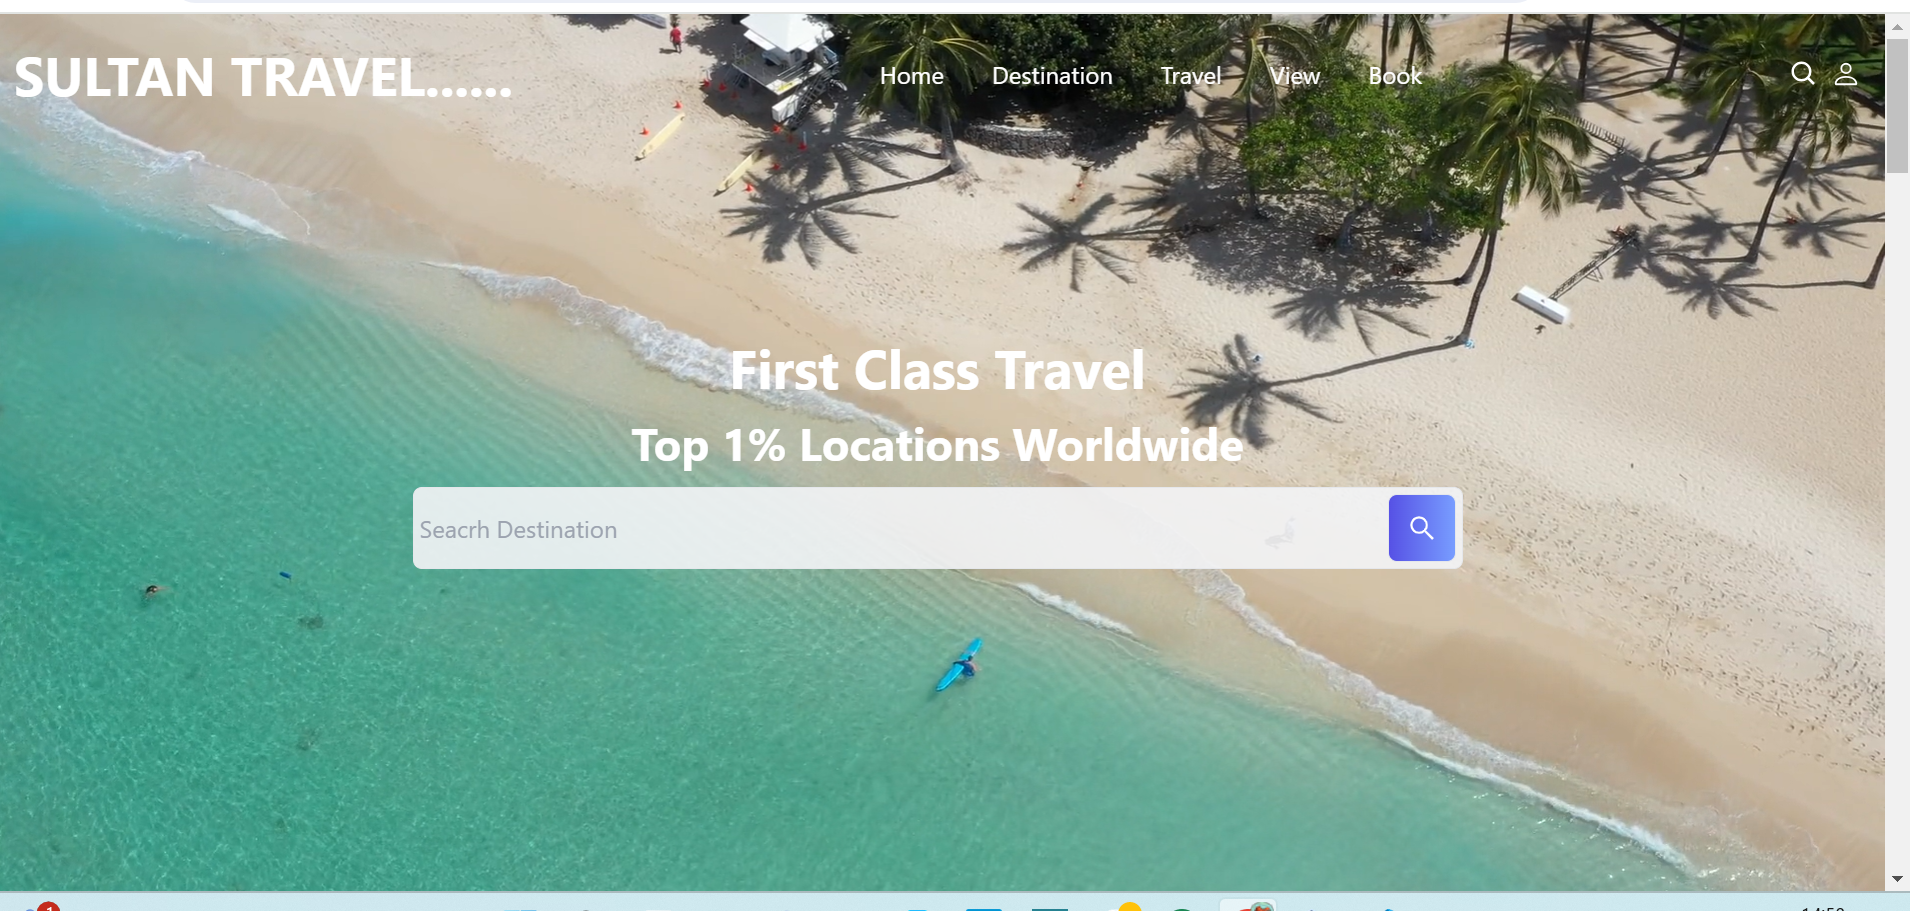 SULTAN TRAVEL......
Home Destination Travel View Book
First Class Travel
Top 1% Locations Worldwide
Seacrh Destination